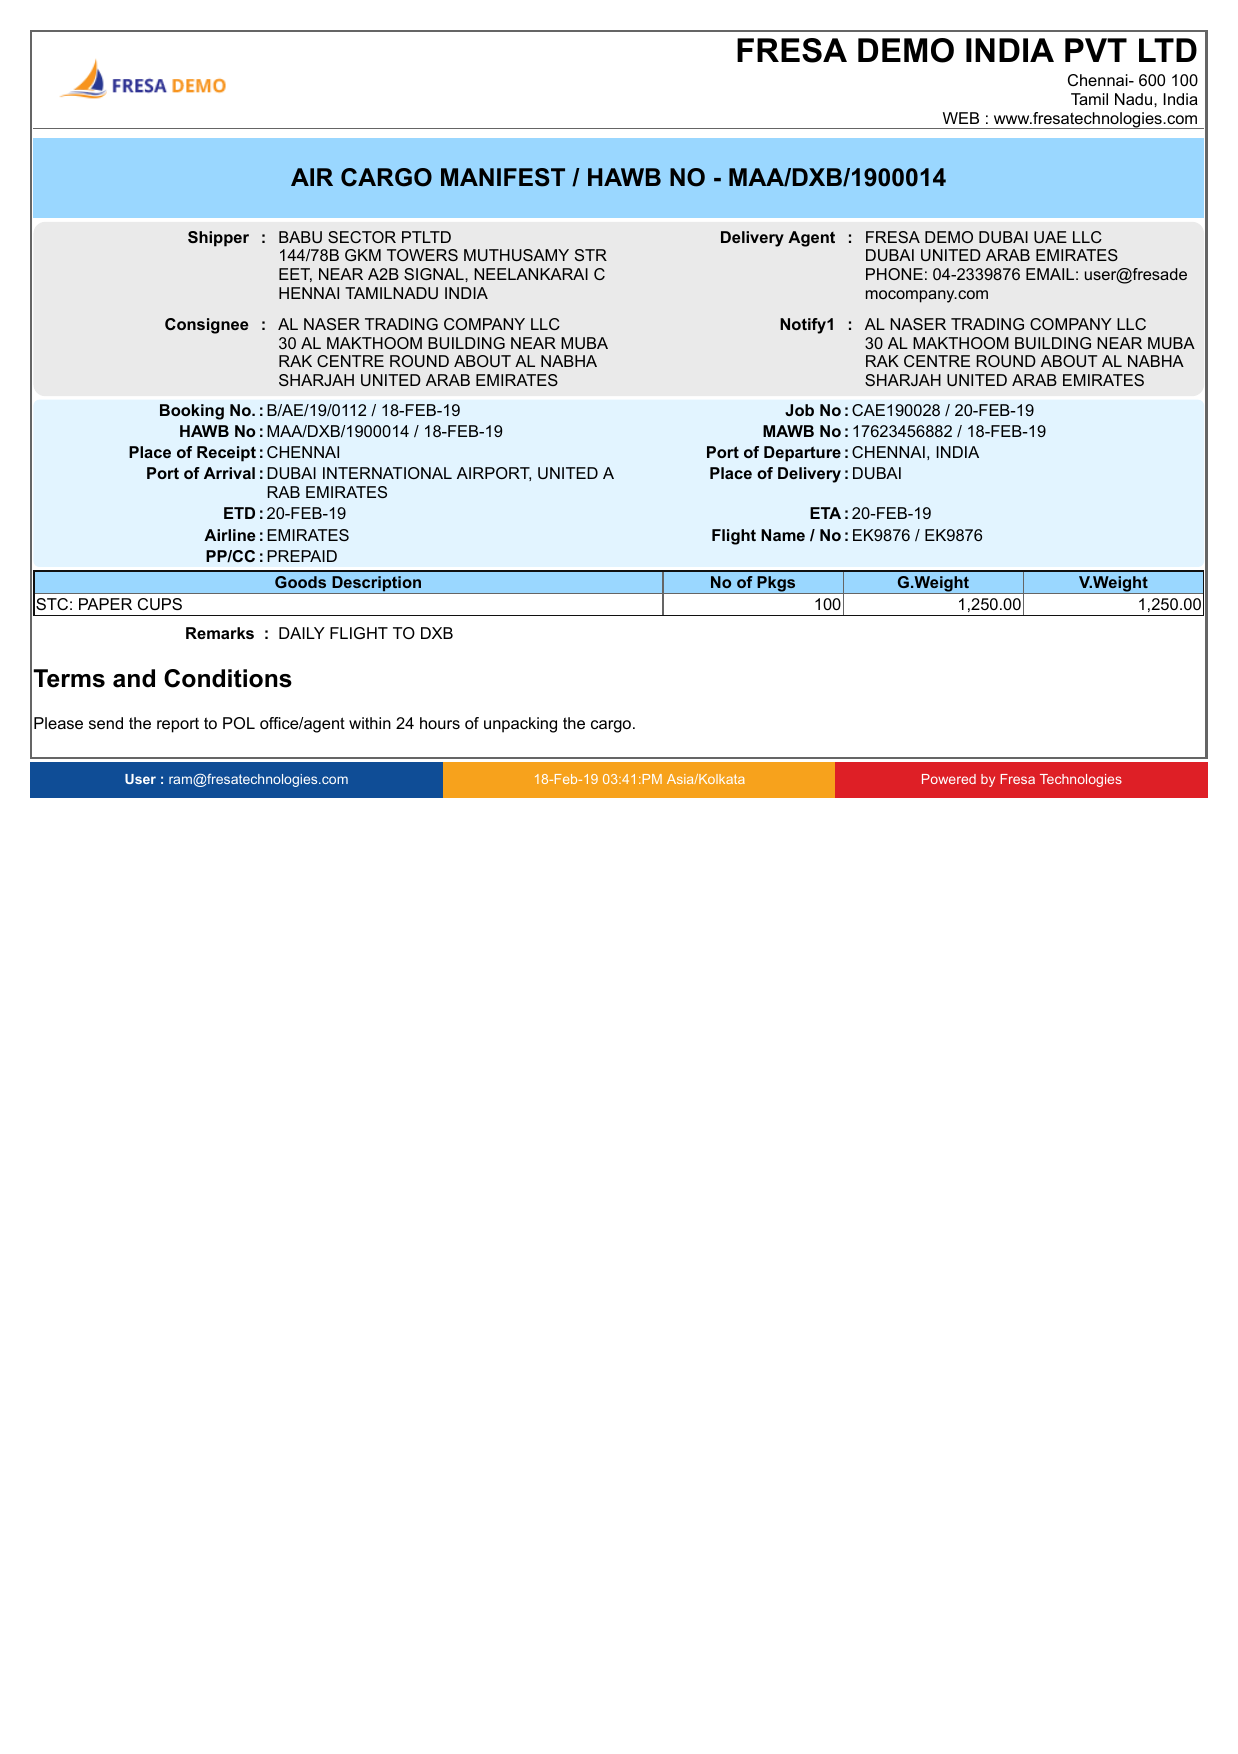 FRESA DEMO
FRESA DEMO INDIA PVT LTD
Chennai- 600 100
Tamil Nadu, India
WEB : www.fresatechnologies.com
AIR CARGO MANIFEST / HAWB NO - MAA/DXB/1900014
Shipper : BABU SECTOR PTLTD
144/78B GKM TOWERS MUTHUSAMY STR
EET, NEAR A2B SIGNAL, NEELANKARAI C
HENNAI TAMILNADU INDIA
Delivery Agent : FRESA DEMO DUBAI UAE LLC
DUBAI UNITED ARAB EMIRATES
PHONE: 04-2339876 EMAIL: user@fresade
mocompany.com
Consignee : AL NASER TRADING COMPANY LLC
30 AL MAKTHOOM BUILDING NEAR MUBA
RAK CENTRE ROUND ABOUT AL NABHA
SHARJAH UNITED ARAB EMIRATES
Notify1 : AL NASER TRADING COMPANY LLC
30 AL MAKTHOOM BUILDING NEAR MUBA
RAK CENTRE ROUND ABOUT AL NABHA
SHARJAH UNITED ARAB EMIRATES
Booking No. : B/AE/19/0112 / 18-FEB-19 Job No : CAE190028 / 20-FEB-19
HAWB No : MAA/DXB/1900014 / 18-FEB-19 MAWB No : 17623456882 / 18-FEB-19
Place of Receipt : CHENNAI Port of Departure : CHENNAI, INDIA
Port of Arrival : DUBAI INTERNATIONAL AIRPORT, UNITED A Place of Delivery : DUBAI
RAB EMIRATES
ETD : 20-FEB-19 ETA : 20-FEB-19
Airline : EMIRATES Flight Name / No : EK9876 / EK9876
PP/CC : PREPAID
Goods Description No of Pkgs G.Weight V.Weight
STC: PAPER CUPS 100 1,250.00 1,250.00
Remarks : DAILY FLIGHT TO DXB
Terms and Conditions
Please send the report to POL office/agent within 24 hours of unpacking the cargo.
User : ram@fresatechnologies.com 18-Feb-19 03:41:PM Asia/Kolkata Powered by Fresa Technologies